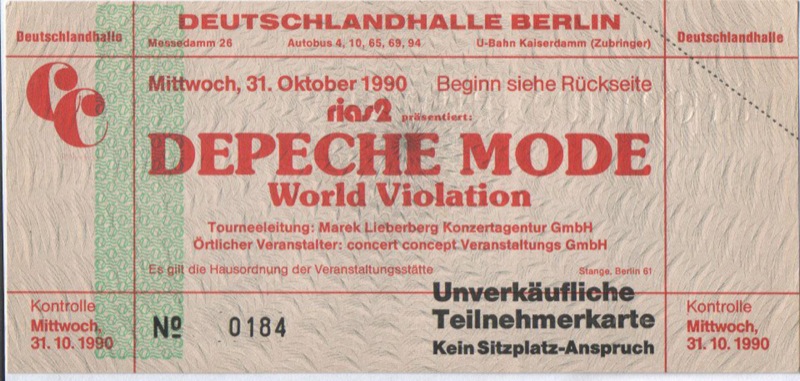 DEUTSCHLANDHALLE BERLIN
Deutschlandhalle
Messedamm 26 Autobus 4, 10, 65, 69, 94 U-Bahn Kaiserdamm (Zubringer)
Deutschlandhalle
CC
Mittwoch, 31. Oktober 1990 Beginn siehe Rückseite
rias2 präsentiert:
DEPECHE MODE
World Violation
Tourneeleitung: Marek Lieberberg Konzertagentur GmbH
Örtlicher Veranstalter: concert concept Veranstaltungs GmbH
Es gilt die Hausordnung der Veranstaltungsstätte Stange, Berlin 61
Kontrolle
Mittwoch,
31. 10. 1990
No 0184
Unverkäufliche
Teilnehmerkarte
Kein Sitzplatz-Anspruch
Kontrolle
Mittwoch,
31. 10. 1990